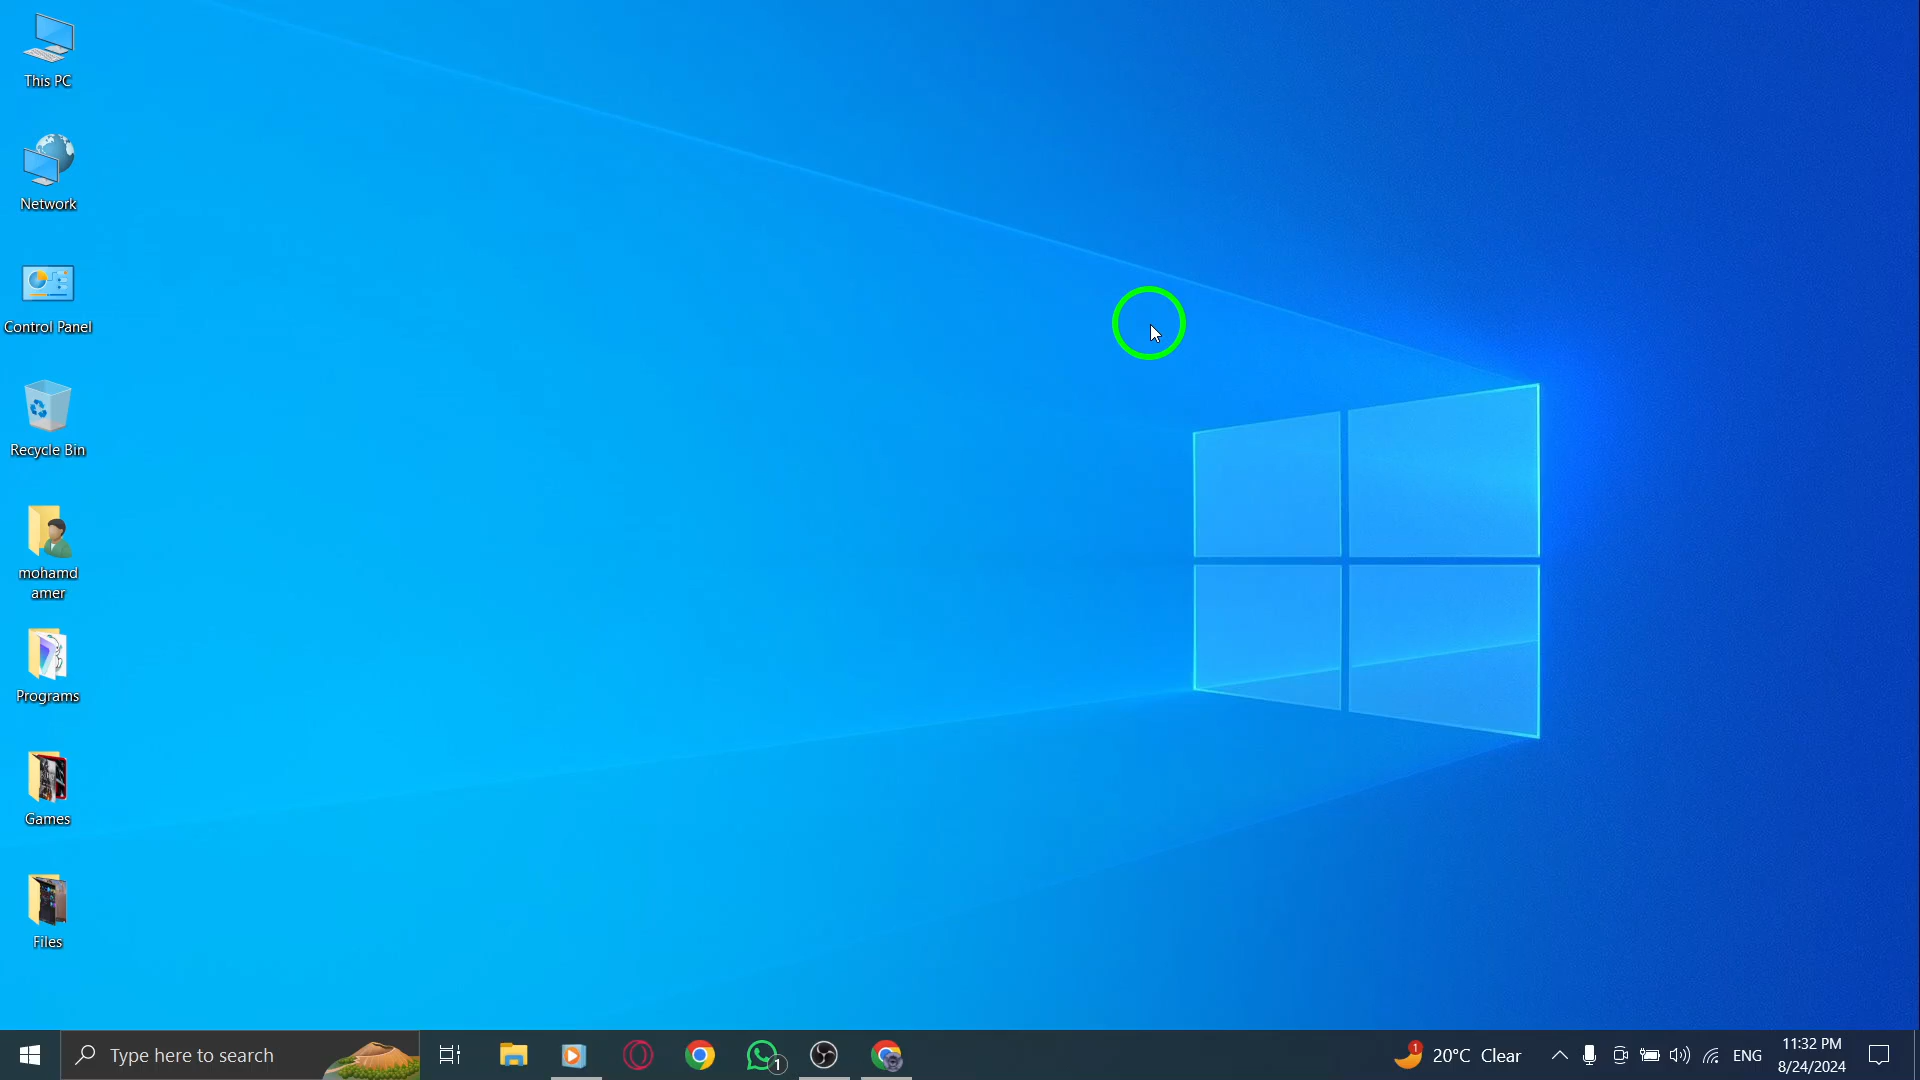 This PC
Network
Control Panel
Recycle Bin
mohamd
amer
Programs
Games
Files
Type here to search
1
1
20°C Clear
ENG
11:32 PM
8/24/2024